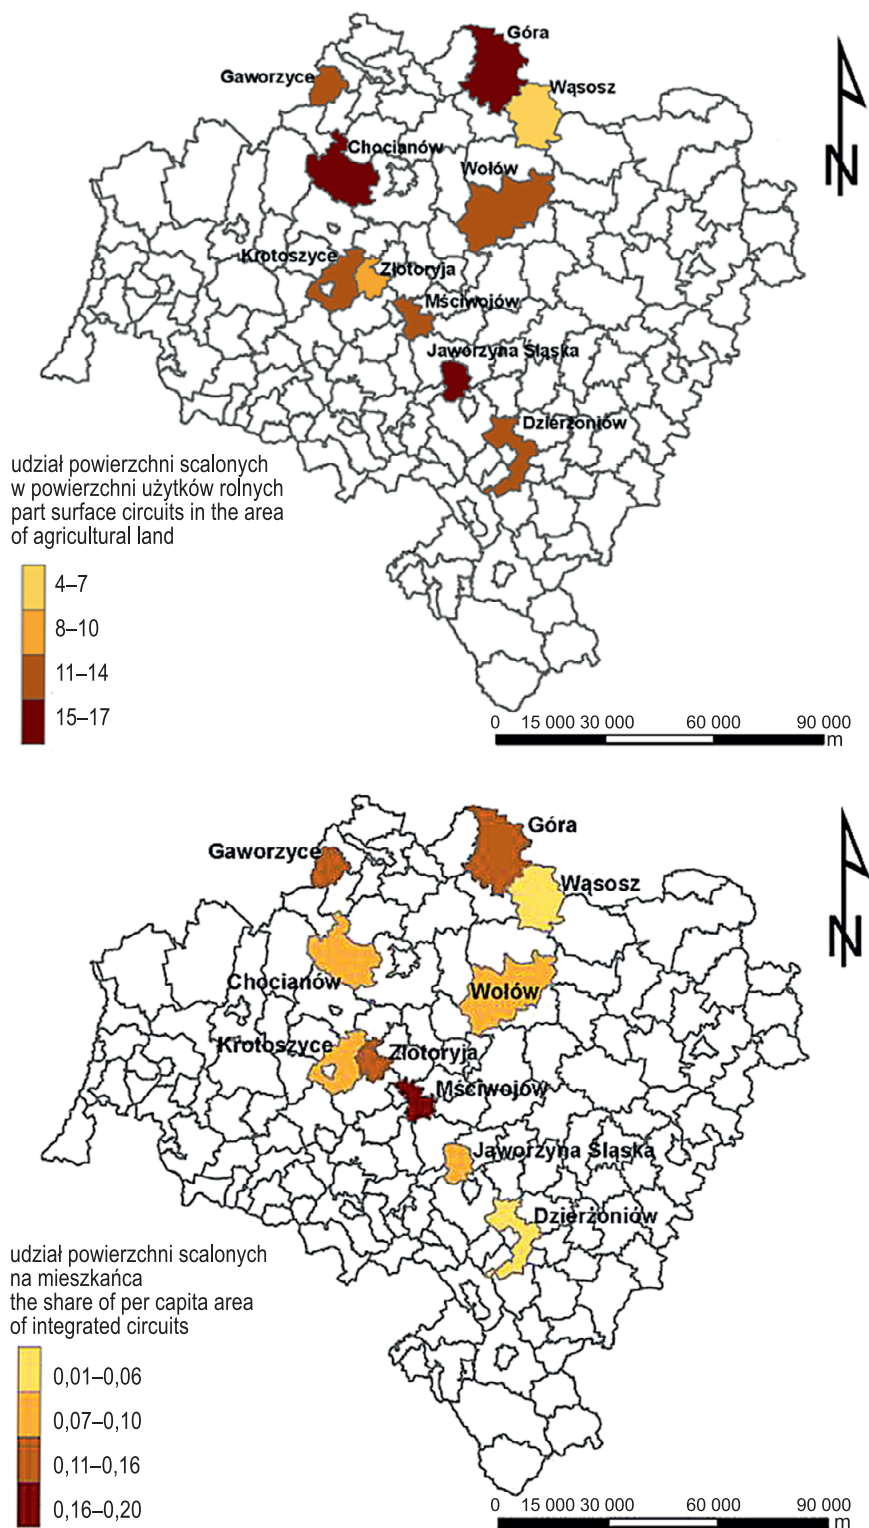 Góra
Gaworzyce
Wąsosz
Chocianów
Wołów
N
Krotoszyce
Złotoryja
Mściwojów
Jaworzyna Śląska
Dzierżoniów
udział powierzchni scalonych
w powierzchni użytków rolnych
part surface circuits in the area
of agricultural land
4–7
8–10
11–14
15–17
0 15 000 30 000 60 000 90 000
m
Góra
Gaworzyce
Wąsosz
N
Chocianów
Wołów
Krotoszyce
Złotoryja
Mściwojów
Jaworzyna Śląska
Dzierżoniów
udział powierzchni scalonych
na mieszkańca
the share of per capita area
of integrated circuits
0,01–0,06
0,07–0,10
0,11–0,16
0,16–0,20
0 15 000 30 000 60 000 90 000
m